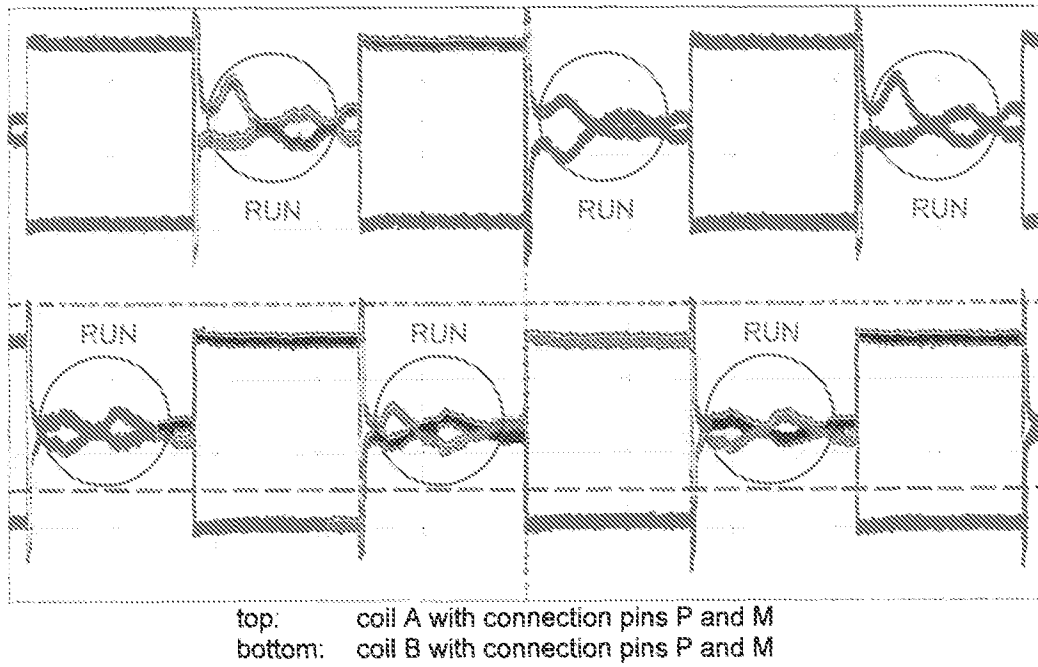 RUN RUN RUN
RUN RUN RUN
top: coil A with connection pins P and M
bottom: coil B with connection pins P and M